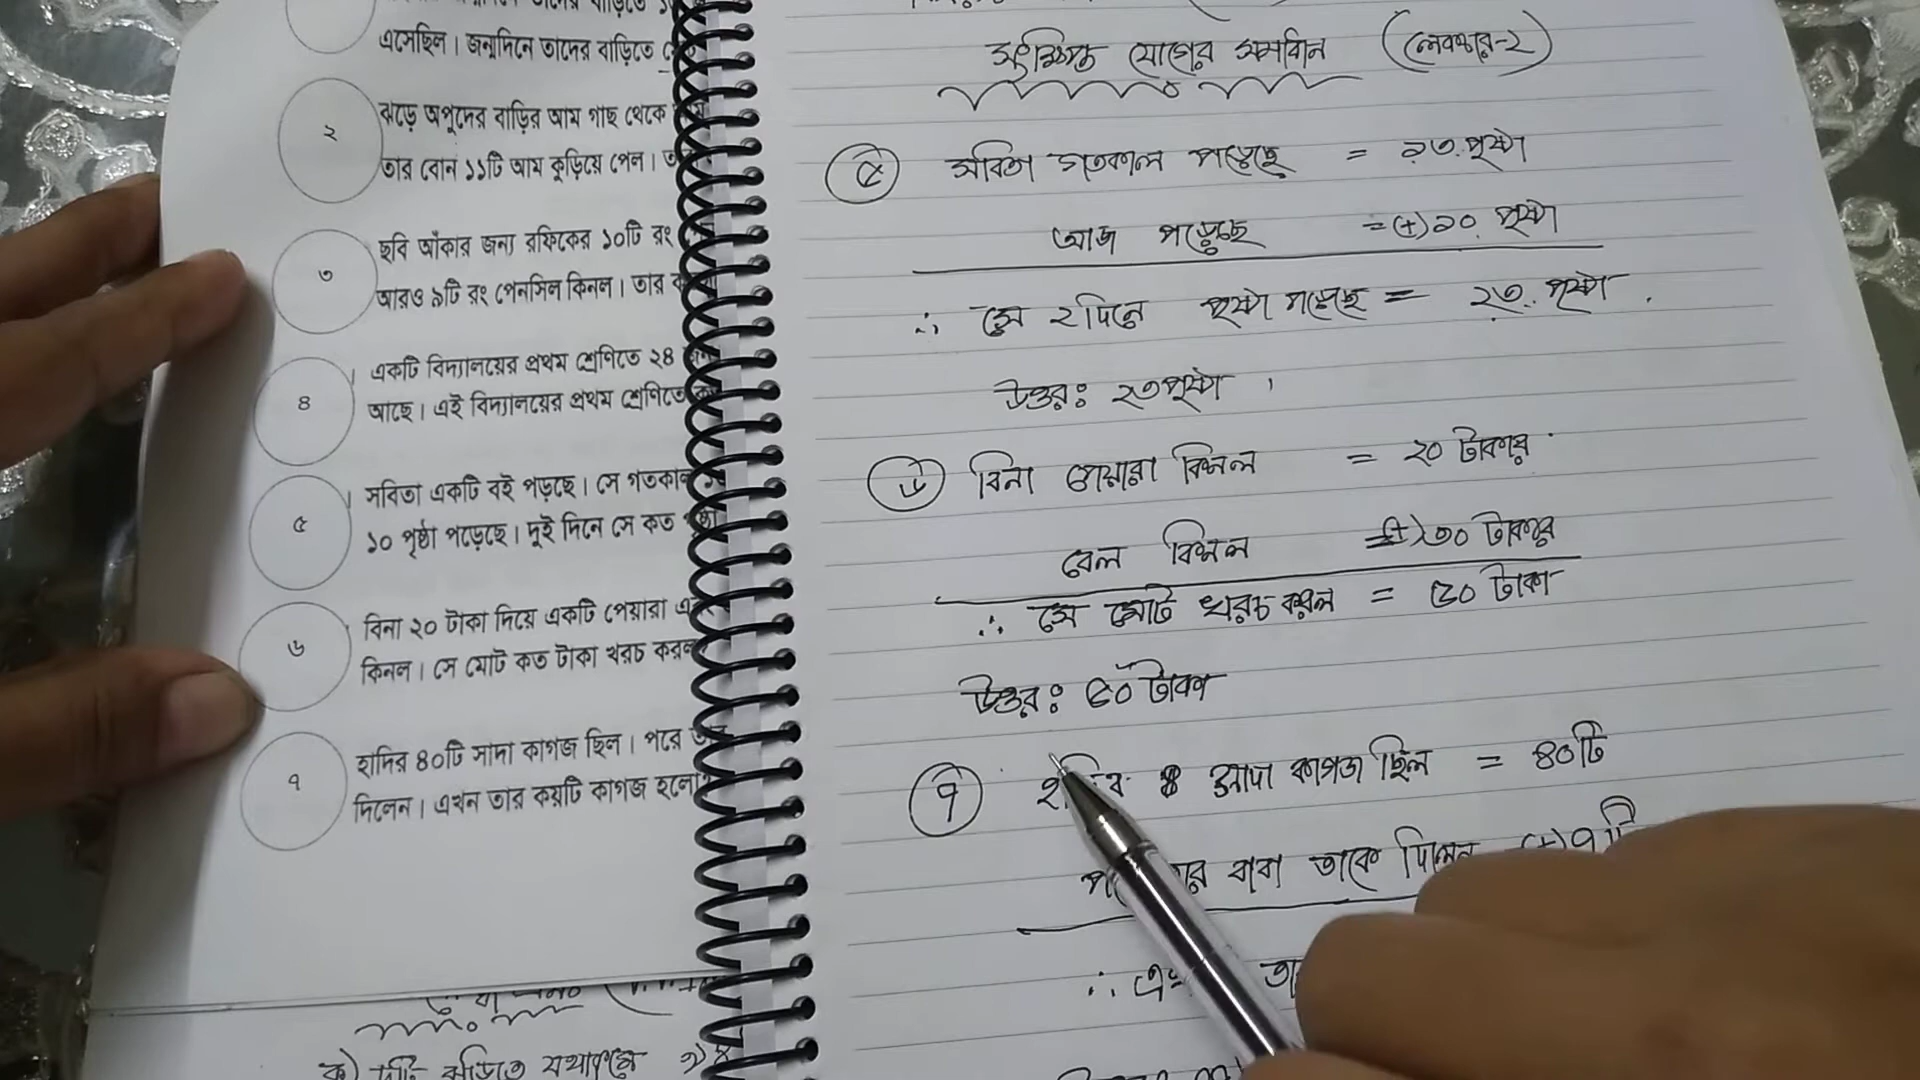 এসেছিল। জন্মদিনে তাদের বাড়িতে
২
ঝড়ে অপুদের বাড়ির আম গাছ থেকে
তার বোন ১১টি আম কুড়িয়ে পেল।
৩
ছবি আঁকার জন্য রফিকের ১০টি রং
আরও ৯টি রং পেনসিল কিনল। তার
৪
একটি বিদ্যালয়ের প্রথম শ্রেণিতে ২৪
আছে। এই বিদ্যালয়ের প্রথম শ্রেণিতে
৫
সবিতা একটি বই পড়ছে। সে গতকাল
১০ পৃষ্ঠা পড়েছে। দুই দিনে সে কত
৬
বিনা ২০ টাকা দিয়ে একটি পেয়ারা
কিনল। সে মোট কত টাকা খরচ করল
৭
হাদির ৪০টি সাদা কাগজ ছিল। পরে
দিলেন। এখন তার কয়টি কাগজ হলো
সংক্ষিপ্ত যোগের সমাধান (লেকচার-২)
৫ সবিতা গতকাল পড়েছে = ১৩ পৃষ্ঠা
আজ পড়েছে = (+) ১০ পৃষ্ঠা
∴ সে ২দিনে পৃষ্ঠা পড়েছে = ২৩ পৃষ্ঠা
উত্তর: ২৩ পৃষ্ঠা।
৬ বিনা পেয়ারা কিনল = ২০ টাকার
বেল কিনল = (+) ৩০ টাকার
∴ সে মোট খরচ করল = ৫০ টাকা
উত্তর: ৫০ টাকা
৭ সাদা কাগজ ছিল = ৪০টি
বাবা তাকে দিলেন (+) ৭টি